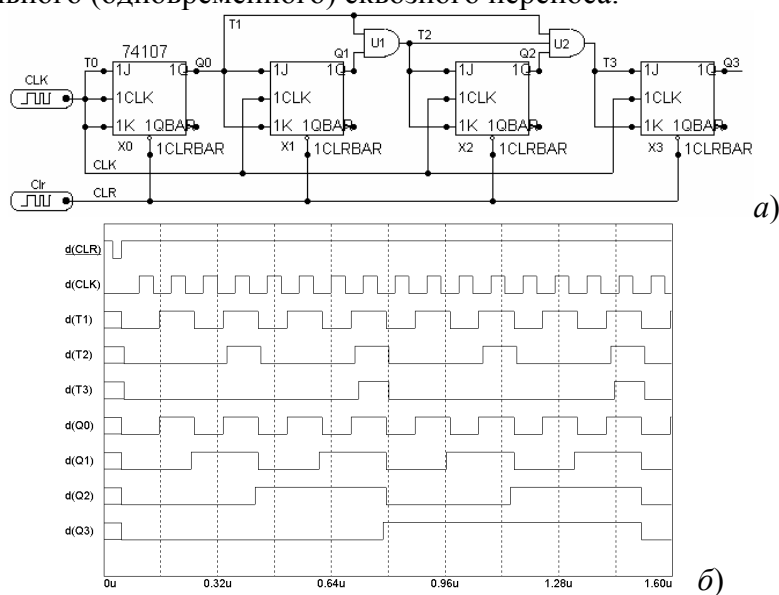 льного (одновременного) сквозного переноса.
T1
T0 74107 Q0 Q1 U1 T2 Q2 U2
CLK 1J 1Q 1J 1Q 1J 1Q T3 1J 1Q Q3
1CLK 1CLK 1CLK 1CLK
1K 1QBAR 1K 1QBAR 1K 1QBAR 1K 1QBAR
X0 1CLRBAR X1 1CLRBAR X2 1CLRBAR X3 1CLRBAR
CLK
Clr CLR
а)
d(CLR)
d(CLK)
d(T1)
d(T2)
d(T3)
d(Q0)
d(Q1)
d(Q2)
d(Q3)
0u 0.32u 0.64u 0.96u 1.28u 1.60u
б)